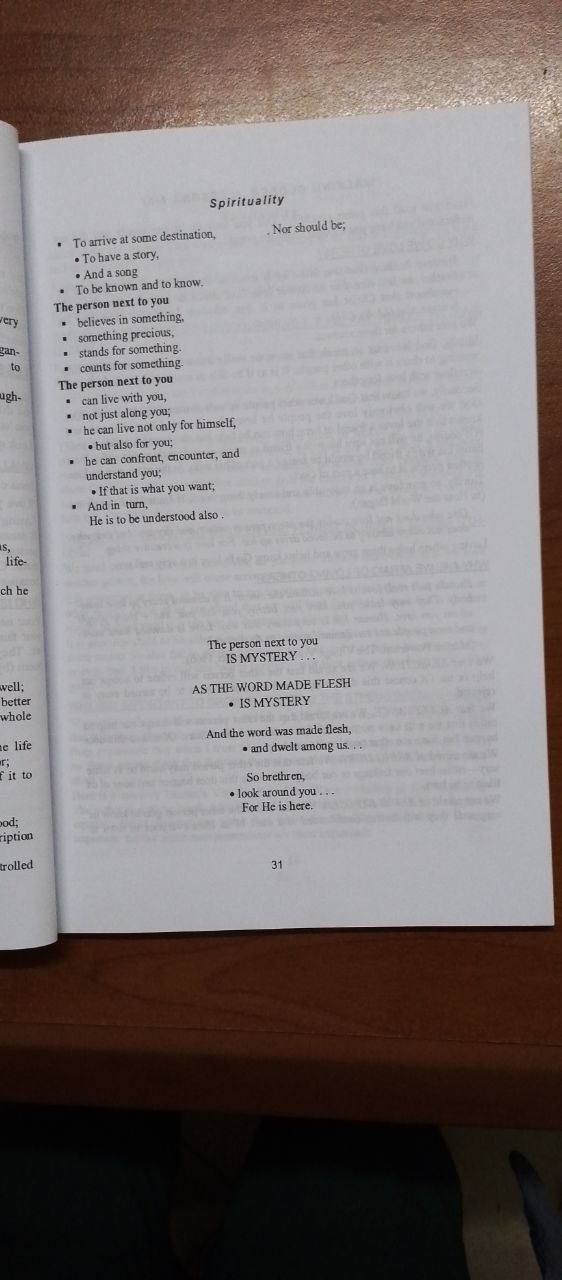 very
gan-
to
ugh-
us,
life-
ch he
well;
better
whole
he life
or;
f it to
ood;
ription
trolled
Spirituality
▪ To arrive at some destination, . Nor should be;
• To have a story,
• And a song
▪ To be known and to know.
The person next to you
▪ believes in something,
▪ something precious,
▪ stands for something.
▪ counts for something.
The person next to you
▪ can live with you,
▪ not just along you;
▪ he can live not only for himself,
• but also for you;
▪ he can confront, encounter, and
understand you;
• If that is what you want;
▪ And in turn,
He is to be understood also .
The person next to you
IS MYSTERY . . .
AS THE WORD MADE FLESH
• IS MYSTERY
And the word was made flesh,
• and dwelt among us. . .
So brethren,
• look around you . . .
For He is here.
31